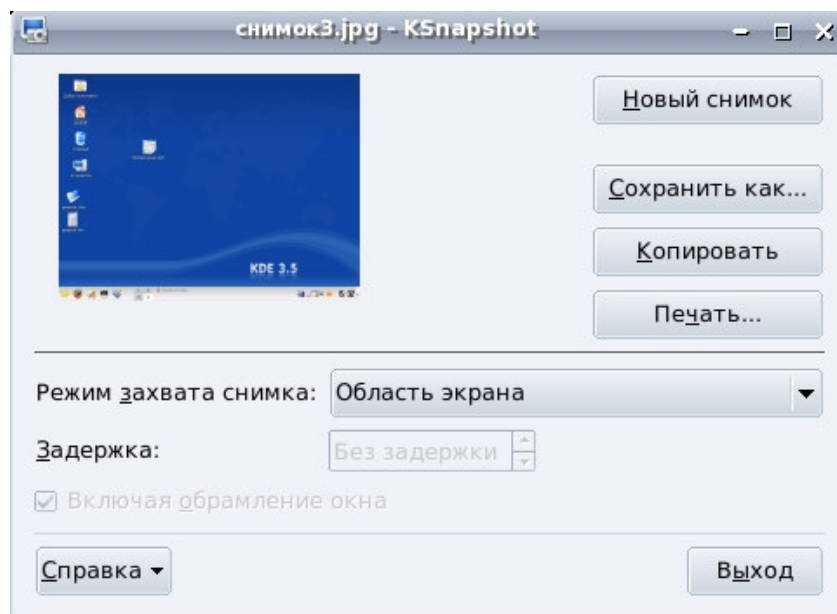 снимок3.jpg - KSnapshot
Новый снимок
Сохранить как...
Копировать
Печать...
KDE 3.5
Режим захвата снимка: Область экрана
Задержка: Без задержки
Включая обрамление окна
Справка
Выход